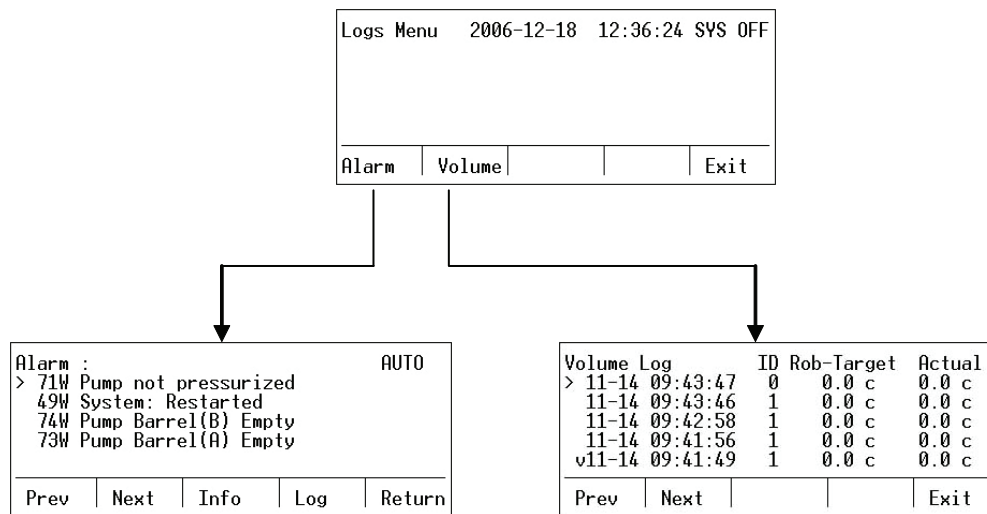 Logs Menu 2006-12-18 12:36:24 SYS OFF
Alarm Volume Exit
Alarm : AUTO
> 71W Pump not pressurized
49W System: Restarted
74W Pump Barrel(B) Empty
73W Pump Barrel(A) Empty
Prev Next Info Log Return
Volume Log ID Rob-Target Actual
> 11-14 09:43:47 0 0.0 c 0.0 c
11-14 09:43:46 1 0.0 c 0.0 c
11-14 09:42:58 1 0.0 c 0.0 c
11-14 09:41:56 1 0.0 c 0.0 c
v11-14 09:41:49 1 0.0 c 0.0 c
Prev Next Exit